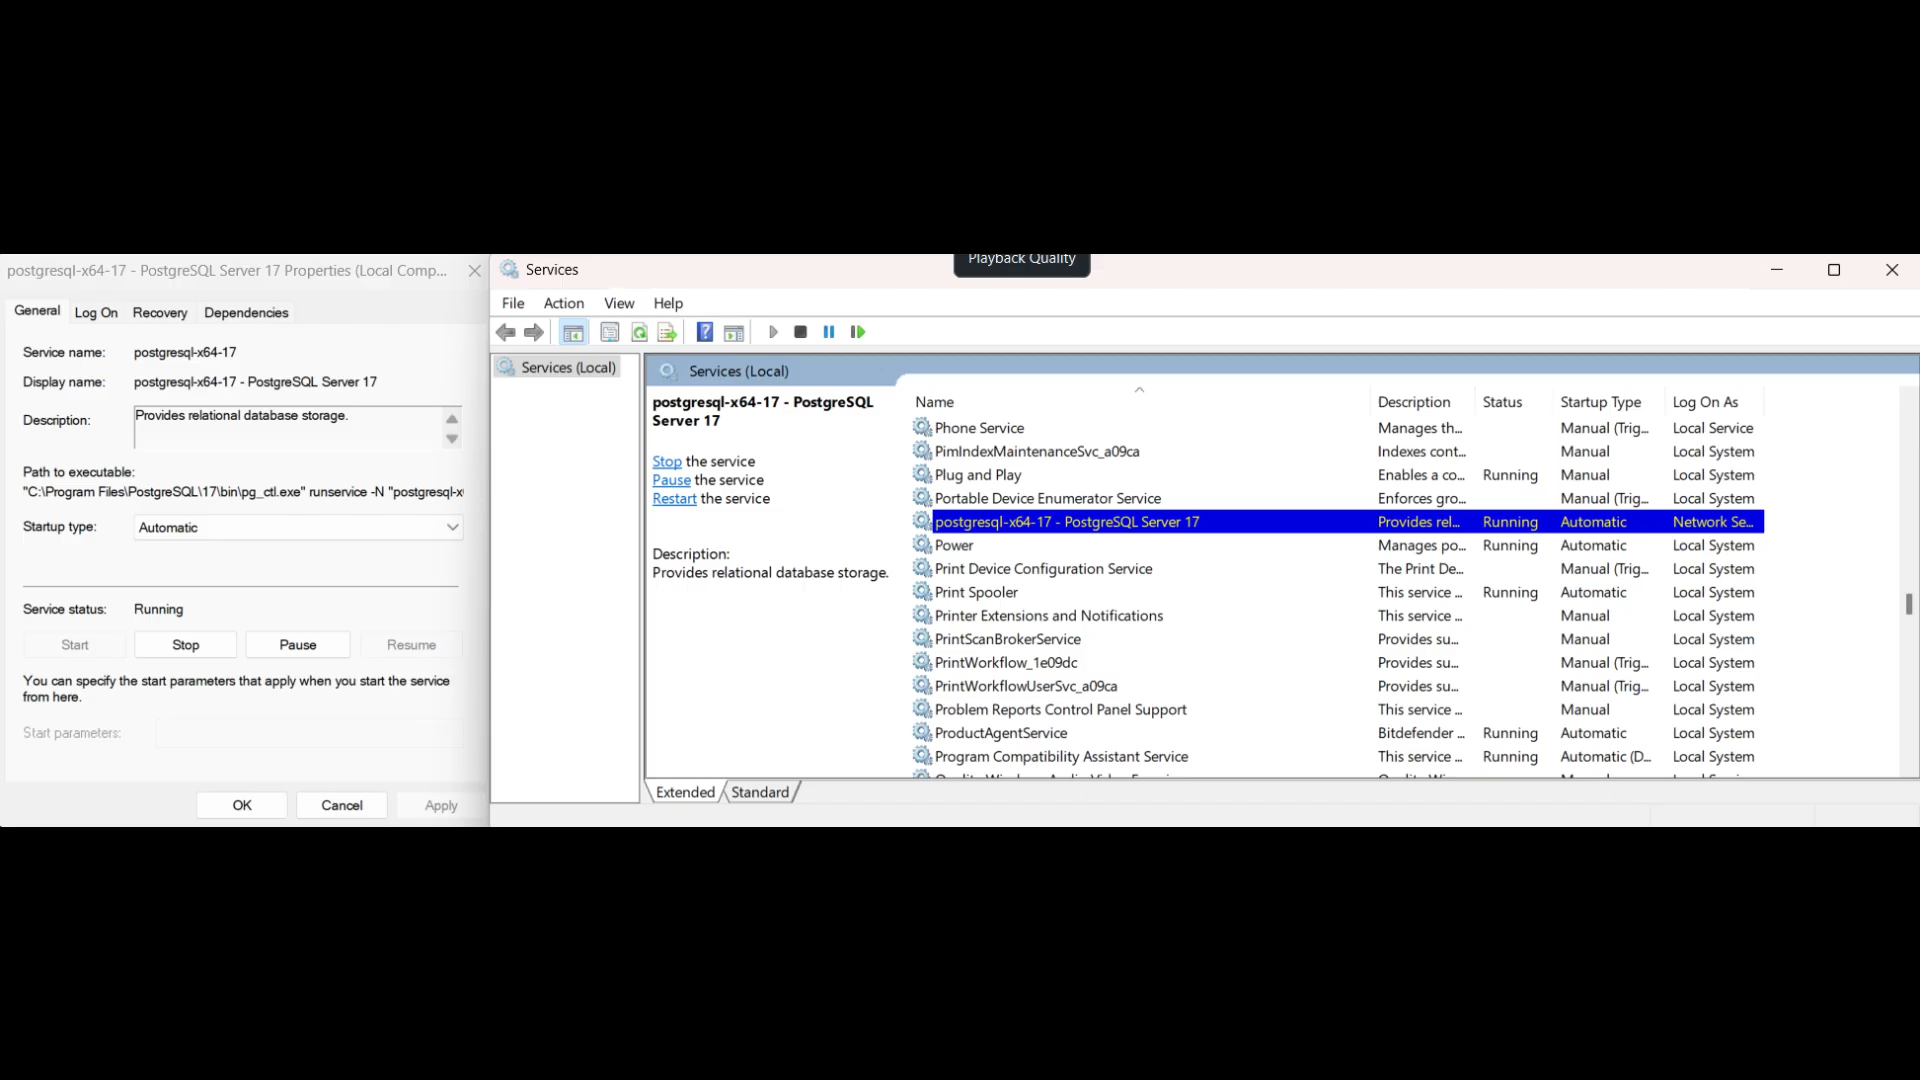 postgresql-x64-17 - PostgreSQL Server 17 Properties (Local Comp...
General Log On Recovery Dependencies
Service name: postgresql-x64-17
Display name: postgresql-x64-17 - PostgreSQL Server 17
Description: Provides relational database storage.
Path to executable:
"C:\Program Files\PostgreSQL\17\bin\pg_ctl.exe" runservice -N "postgresql-x
Startup type: Automatic
Service status: Running
Start Stop Pause Resume
You can specify the start parameters that apply when you start the service
from here.
Start parameters:
OK Cancel Apply
Services
Playback Quality
File Action View Help
Services (Local)
Services (Local)
postgresql-x64-17 - PostgreSQL
Server 17
Stop the service
Pause the service
Restart the service
Description:
Provides relational database storage.
Name Description Status Startup Type Log On As
Phone Service Manages th... Manual (Trig... Local Service
PimIndexMaintenanceSvc_a09ca Indexes cont... Manual Local System
Plug and Play Enables a co... Running Manual Local System
Portable Device Enumerator Service Enforces gro... Manual (Trig... Local System
postgresql-x64-17 - PostgreSQL Server 17 Provides rel... Running Automatic Network Se...
Power Manages po... Running Automatic Local System
Print Device Configuration Service The Print De... Manual (Trig... Local System
Print Spooler This service ... Running Automatic Local System
Printer Extensions and Notifications This service ... Manual Local System
PrintScanBrokerService Provides su... Manual Local System
PrintWorkflow_1e09dc Provides su... Manual (Trig... Local System
PrintWorkflowUserSvc_a09ca Provides su... Manual (Trig... Local System
Problem Reports Control Panel Support This service ... Manual Local System
ProductAgentService Bitdefender ... Running Automatic Local System
Program Compatibility Assistant Service This service ... Running Automatic (D... Local System
Extended Standard